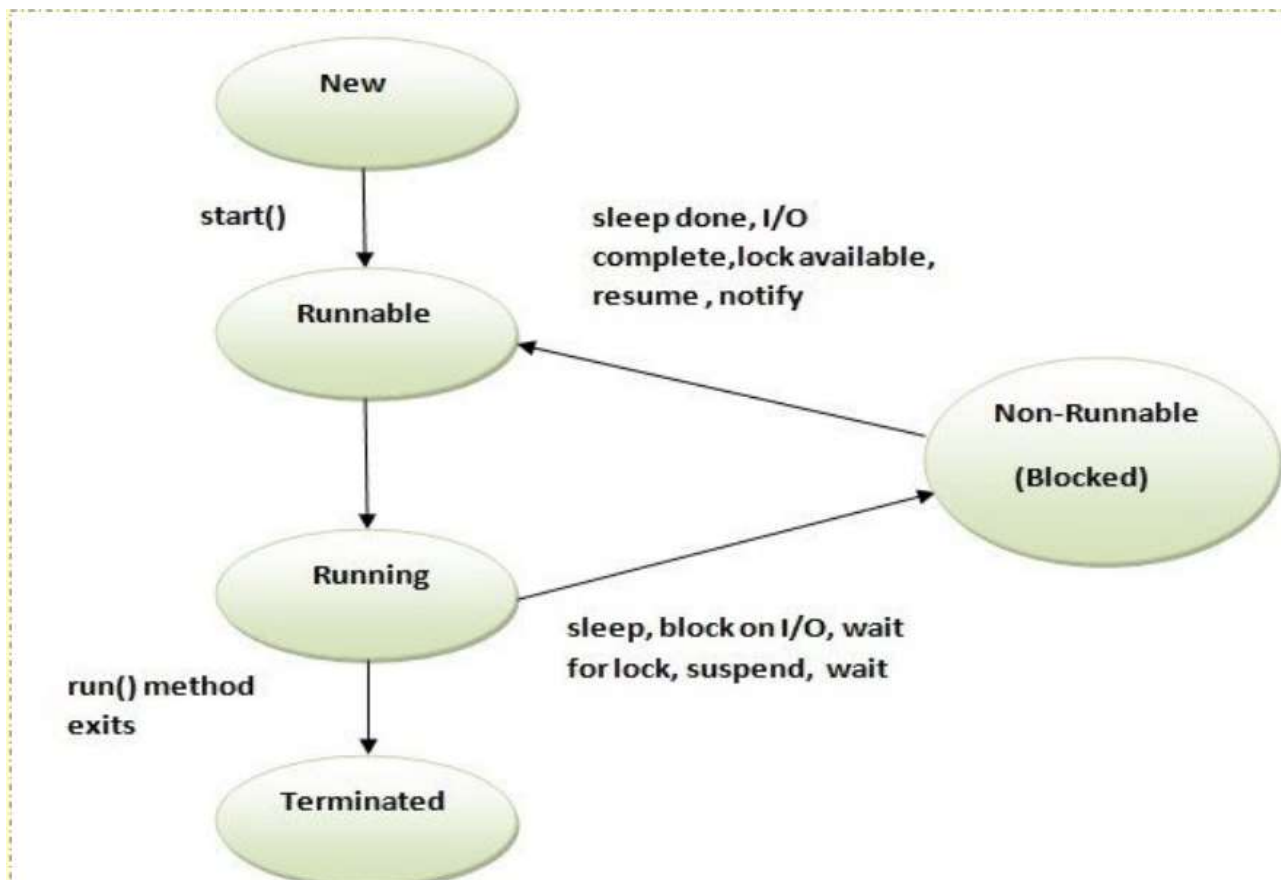 New
start()
sleep done, I/O
complete,lock available,
resume , notify
Runnable
Non-Runnable
(Blocked)
Running
sleep, block on I/O, wait
for lock, suspend, wait
run() method
exits
Terminated